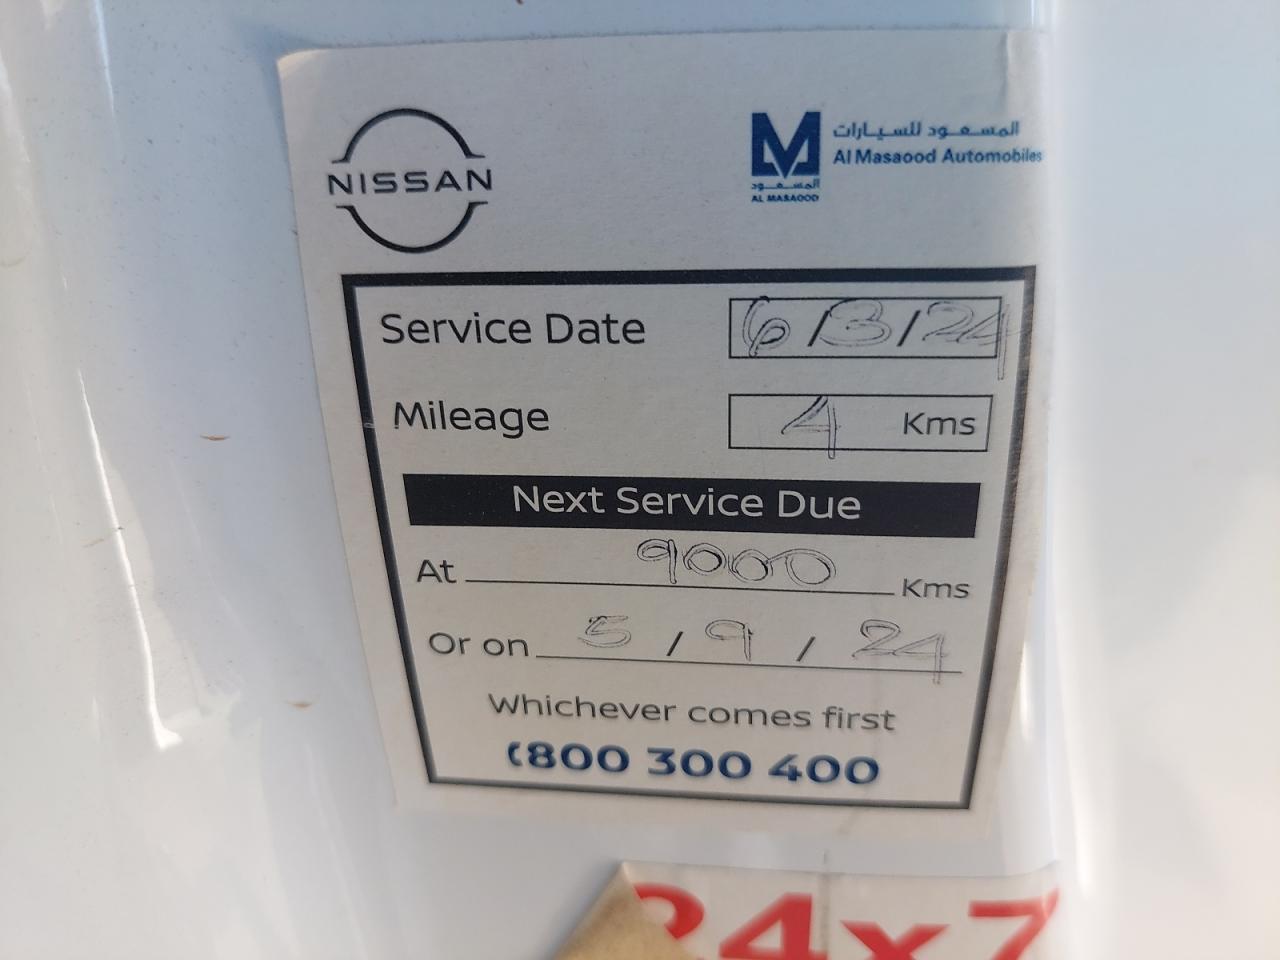 NISSAN
المسعود للسيارات
Al Masaood Automobiles
المسعود
AL MASAOOD
Service Date 6/3/24
Mileage 4 Kms
Next Service Due
At 9000 Kms
Or on 5/9/24
Whichever comes first
800 300 400
24x7